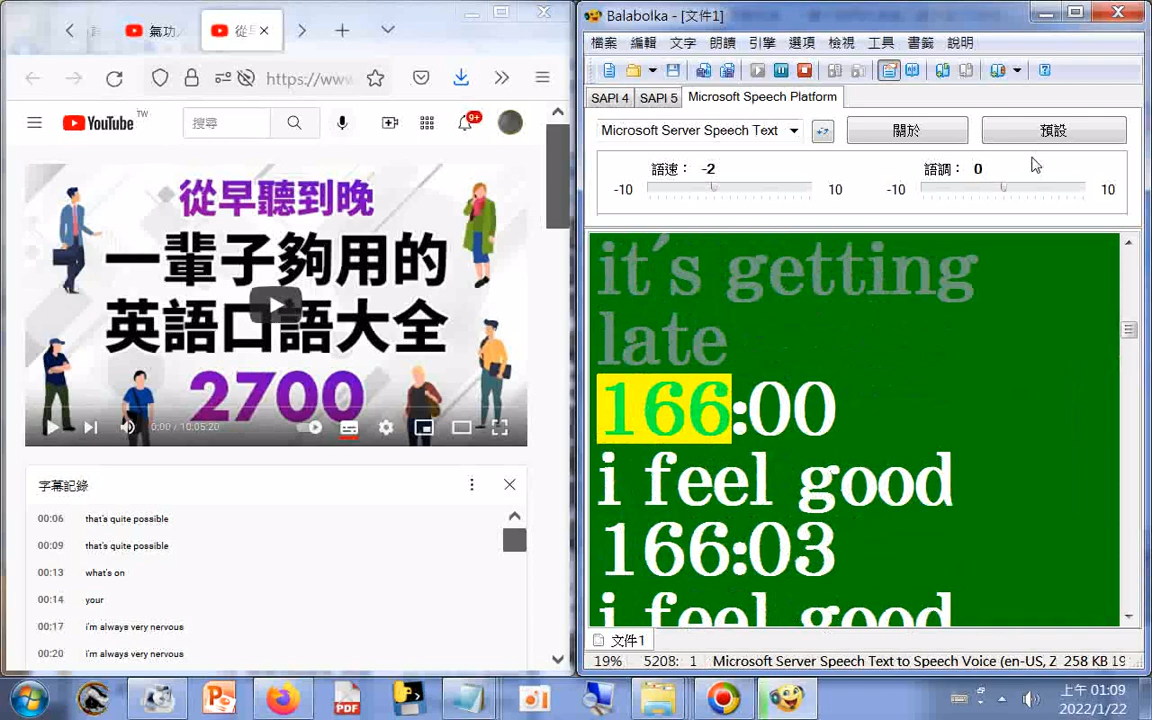 氣功
從
https://www
YouTube TW
搜尋
9+
從早聽到晚
一輩子夠用的
英語口語大全
2700
0:00 / 10:05:20
字幕記錄
00:06 that's quite possible
00:09 that's quite possible
00:13 what's on
00:14 your
00:17 i'm always very nervous
00:20 i'm always very nervous
Balabolka - [文件1]
檔案 編輯 文字 朗讀 引擎 選項 檢視 工具 書籤 說明
SAPI 4 SAPI 5 Microsoft Speech Platform
Microsoft Server Speech Text 關於 預設
語速： -2 語調： 0
-10 10 -10 10
it's getting
late
166:00
i feel good
166:03
i feel good
文件1
19% 5208: 1 Microsoft Server Speech Text to Speech Voice (en-US, Z 258 KB 19
PDF
上午 01:09
2022/1/22